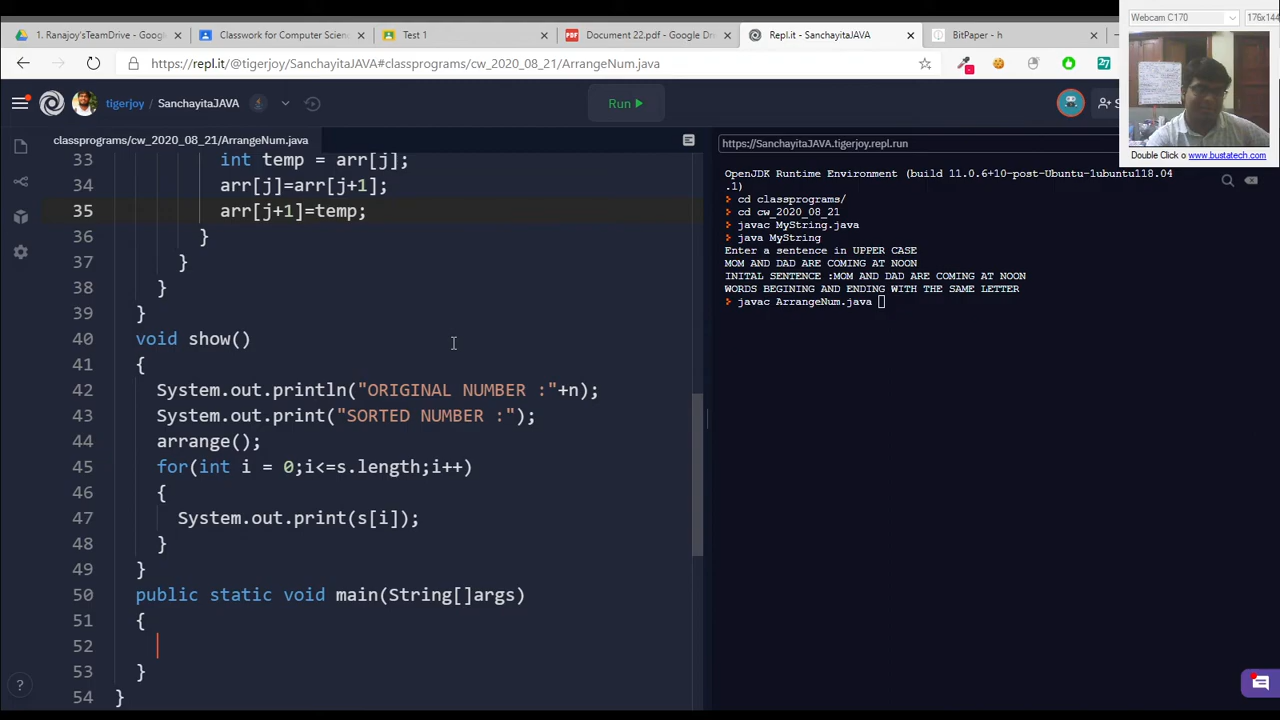 1. Ranajoy'sTeamDrive - Googl
Classwork for Computer Scienc
Test 1
Document 22.pdf - Google Dri
Repl.it - SanchayitaJAVA
BitPaper - h
Webcam C170
176x144
https://repl.it/@tigerjoy/SanchayitaJAVA#classprograms/cw_2020_08_21/ArrangeNum.java
27
tigerjoy / SanchayitaJAVA
Run
S
Double Click o www.bustatech.com
classprograms/cw_2020_08_21/ArrangeNum.java
33 int temp = arr[j];
34 arr[j]=arr[j+1];
35 arr[j+1]=temp;
36 }
37 }
38 }
39 }
40 void show()
41 {
42 System.out.println("ORIGINAL NUMBER :"+n);
43 System.out.print("SORTED NUMBER :");
44 arrange();
45 for(int i = 0;i<=s.length;i++)
46 {
47 System.out.print(s[i]);
48 }
49 }
50 public static void main(String[]args)
51 {
52
53 }
54 }
https://SanchayitaJAVA.tigerjoy.repl.run
OpenJDK Runtime Environment (build 11.0.6+10-post-Ubuntu-1ubuntu118.04
.1)
cd classprograms/
cd cw_2020_08_21
javac MyString.java
java MyString
Enter a sentence in UPPER CASE
MOM AND DAD ARE COMING AT NOON
INITAL SENTENCE :MOM AND DAD ARE COMING AT NOON
WORDS BEGINING AND ENDING WITH THE SAME LETTER
javac ArrangeNum.java
?